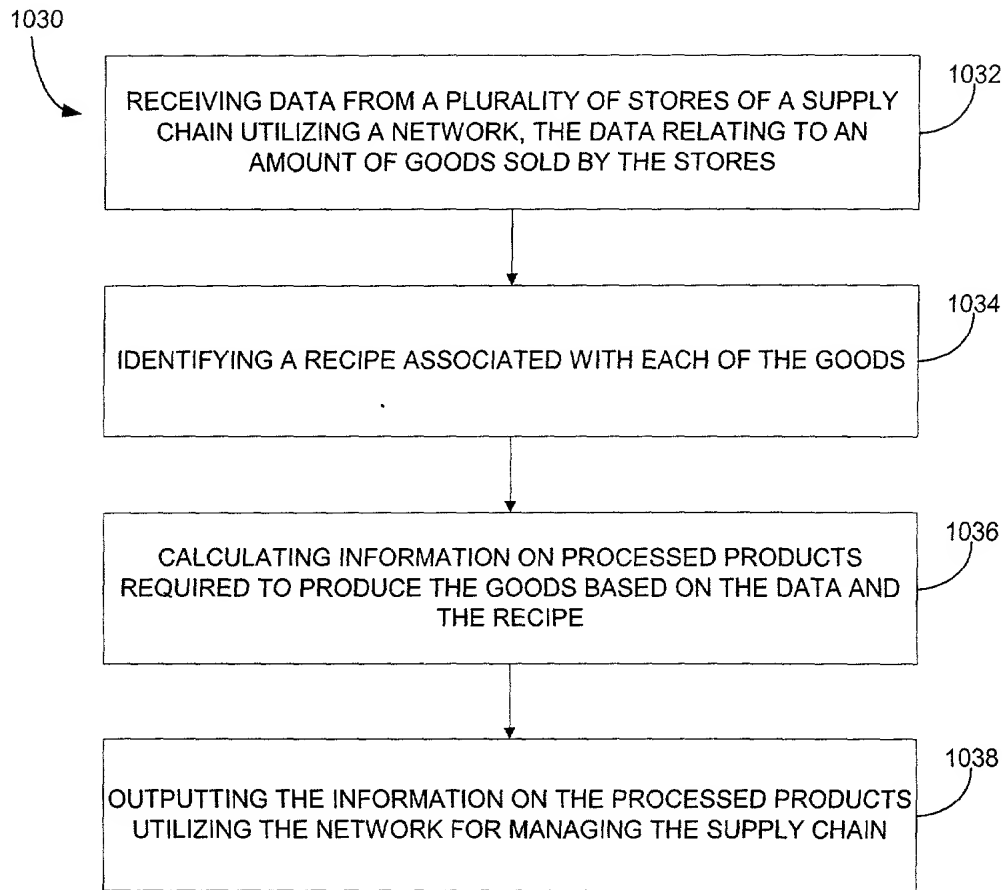 1030
1032
RECEIVING DATA FROM A PLURALITY OF STORES OF A SUPPLY
CHAIN UTILIZING A NETWORK, THE DATA RELATING TO AN
AMOUNT OF GOODS SOLD BY THE STORES
1034
IDENTIFYING A RECIPE ASSOCIATED WITH EACH OF THE GOODS
1036
CALCULATING INFORMATION ON PROCESSED PRODUCTS
REQUIRED TO PRODUCE THE GOODS BASED ON THE DATA AND
THE RECIPE
1038
OUTPUTTING THE INFORMATION ON THE PROCESSED PRODUCTS
UTILIZING THE NETWORK FOR MANAGING THE SUPPLY CHAIN